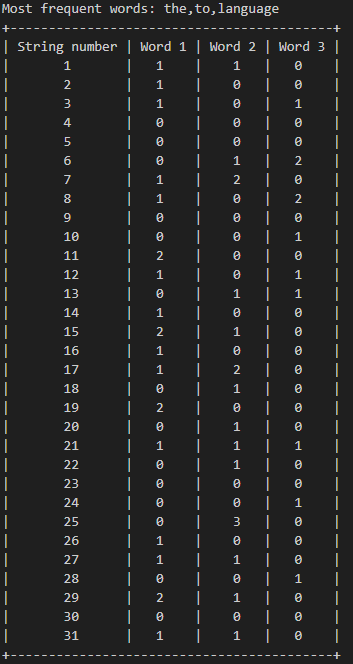 Most frequent words: the,to,language
+-----------------------------------------+
| String number | Word 1 | Word 2 | Word 3 |
| 1 | 1 | 1 | 0 |
| 2 | 1 | 0 | 0 |
| 3 | 1 | 0 | 1 |
| 4 | 0 | 0 | 0 |
| 5 | 0 | 0 | 0 |
| 6 | 0 | 1 | 2 |
| 7 | 1 | 2 | 0 |
| 8 | 1 | 0 | 2 |
| 9 | 0 | 0 | 0 |
| 10 | 0 | 0 | 1 |
| 11 | 2 | 0 | 0 |
| 12 | 1 | 0 | 1 |
| 13 | 0 | 1 | 1 |
| 14 | 1 | 0 | 0 |
| 15 | 2 | 1 | 0 |
| 16 | 1 | 0 | 0 |
| 17 | 1 | 2 | 0 |
| 18 | 0 | 1 | 0 |
| 19 | 2 | 0 | 0 |
| 20 | 0 | 1 | 0 |
| 21 | 1 | 1 | 1 |
| 22 | 0 | 1 | 0 |
| 23 | 0 | 0 | 0 |
| 24 | 0 | 0 | 1 |
| 25 | 0 | 3 | 0 |
| 26 | 1 | 0 | 0 |
| 27 | 1 | 1 | 0 |
| 28 | 0 | 0 | 1 |
| 29 | 2 | 1 | 0 |
| 30 | 0 | 0 | 0 |
| 31 | 1 | 1 | 0 |
+-----------------------------------------+